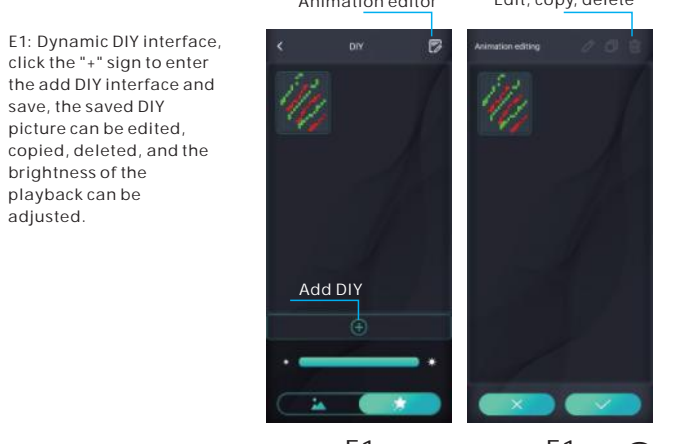 Animation editor
Edit, copy, delete
E1: Dynamic DIY interface,
click the "+" sign to enter
the add DIY interface and
save, the saved DIY
picture can be edited,
copied, deleted, and the
brightness of the
playback can be
adjusted.
DIY
Animation editing
Add DIY
E1
E1